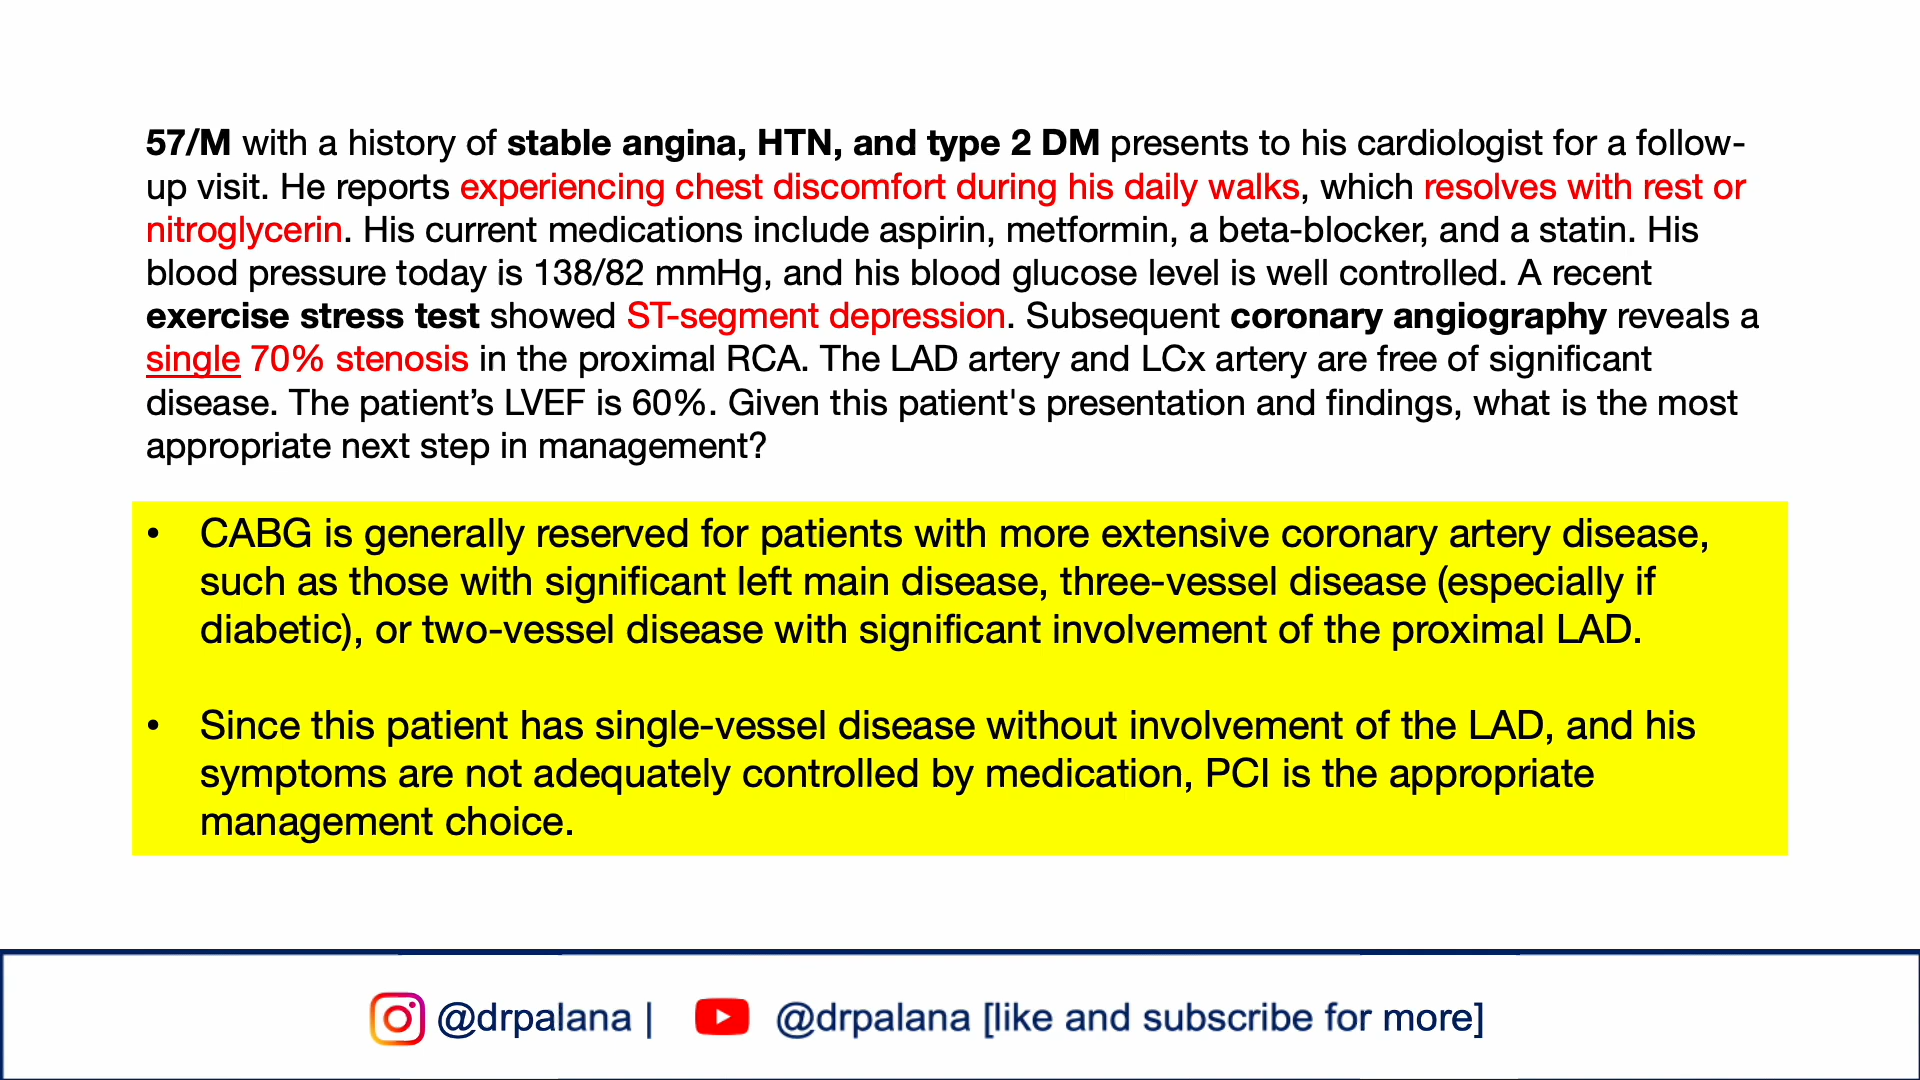 57/M with a history of stable angina, HTN, and type 2 DM presents to his cardiologist for a follow-
up visit. He reports experiencing chest discomfort during his daily walks, which resolves with rest or
nitroglycerin. His current medications include aspirin, metformin, a beta-blocker, and a statin. His
blood pressure today is 138/82 mmHg, and his blood glucose level is well controlled. A recent
exercise stress test showed ST-segment depression. Subsequent coronary angiography reveals a
single 70% stenosis in the proximal RCA. The LAD artery and LCx artery are free of significant
disease. The patient’s LVEF is 60%. Given this patient's presentation and findings, what is the most
appropriate next step in management?
• CABG is generally reserved for patients with more extensive coronary artery disease,
such as those with significant left main disease, three-vessel disease (especially if
diabetic), or two-vessel disease with significant involvement of the proximal LAD.
• Since this patient has single-vessel disease without involvement of the LAD, and his
symptoms are not adequately controlled by medication, PCI is the appropriate
management choice.
@drpalana | @drpalana [like and subscribe for more]